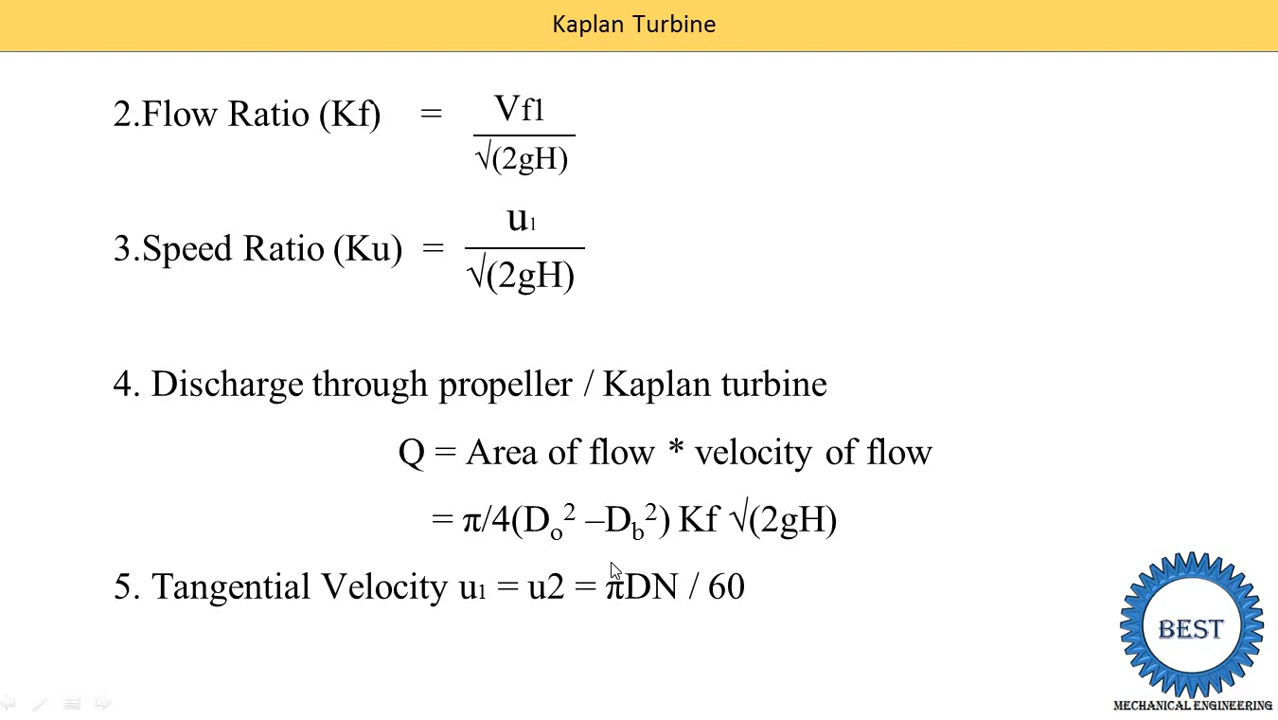 Kaplan Turbine
2.Flow Ratio (Kf) = Vf1
√(2gH)
3.Speed Ratio (Ku) = u₁
√(2gH)
4. Discharge through propeller / Kaplan turbine
Q = Area of flow * velocity of flow
= π/4(Dₒ² –D_b²) Kf √(2gH)
5. Tangential Velocity u₁ = u2 = πDN / 60
BEST
MECHANICAL ENGINEERING